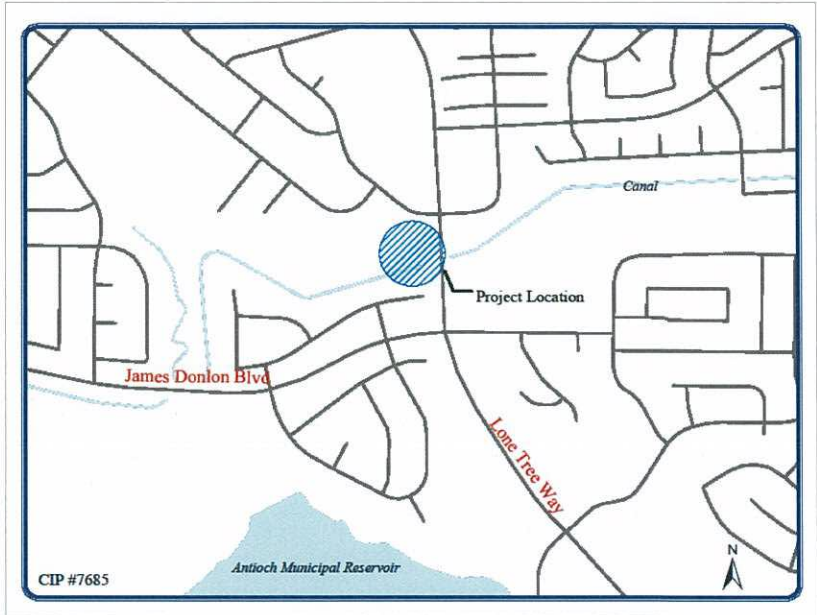 Canal
Project Location
James Donlon Blvd
Lone Tree Way
Antioch Municipal Reservoir
CIP #7685
N